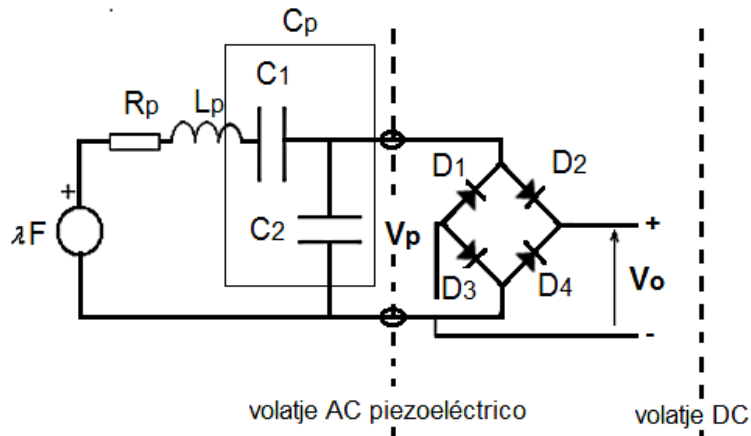 Cp
C1
Rp
Lp
D1
D2
+
λF
C2
Vp
+
Vo
D3
D4
-
volatje AC piezoeléctrico
volatje DC